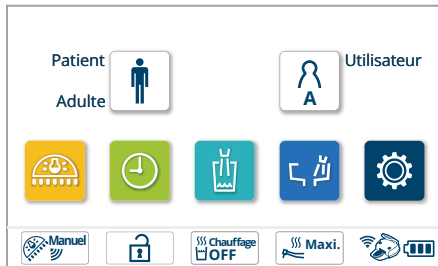 Patient
Utilisateur
Adulte
A
Manuel
Chauffage
OFF
Maxi.